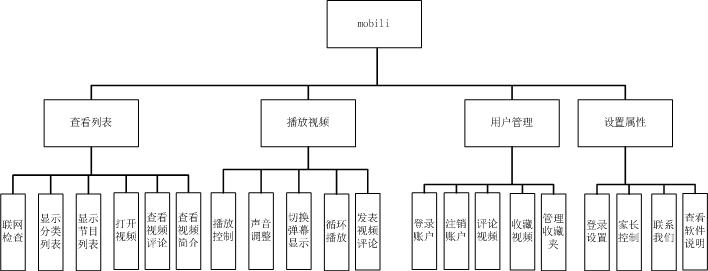 mobili
查看列表
播放视频
用户管理
设置属性
联网
检查
显示
分类
列表
显示
节目
列表
打开
视频
查看
视频
评论
查看
视频
简介
播放
控制
声音
调整
切换
弹幕
显示
循环
播放
发表
视频
评论
登录
账户
注销
账户
评论
视频
收藏
视频
管理
收藏
夹
登录
设置
家长
控制
联系
我们
查看
软件
说明